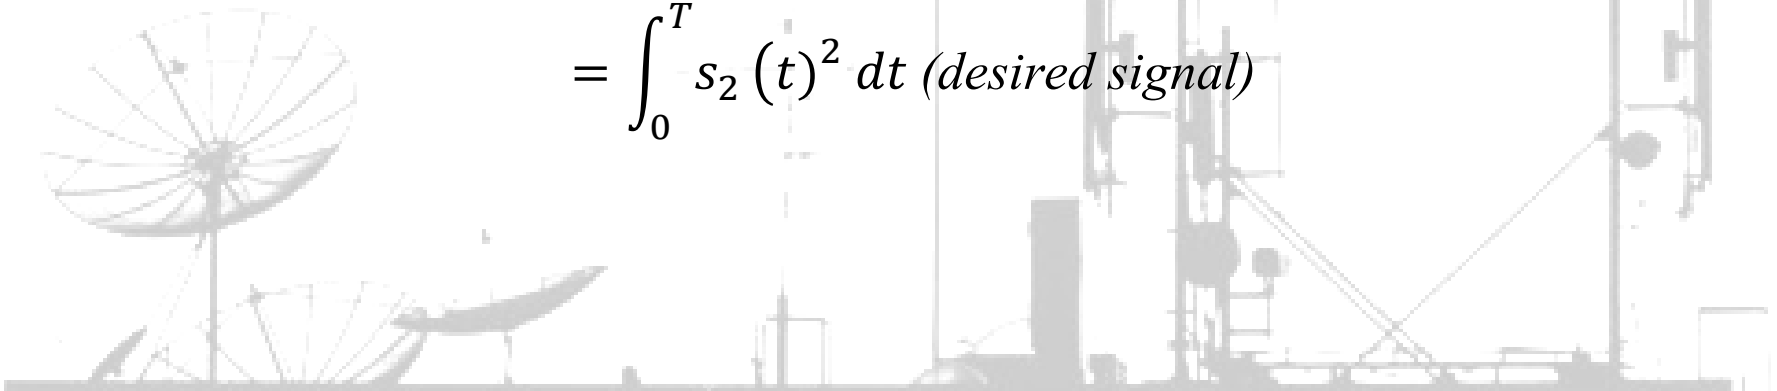 = ∫₀ᵀ s₂ (t)² dt (desired signal)